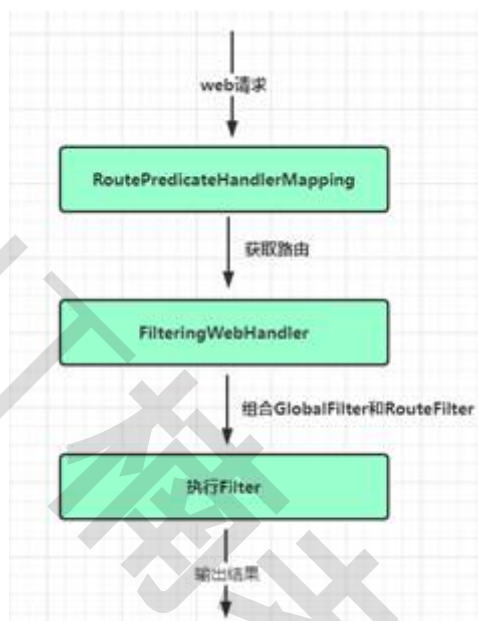 web请求
RoutePredicateHandlerMapping
获取路由
FilteringWebHandler
组合GlobalFilter和RouteFilter
执行Filter
输出结果